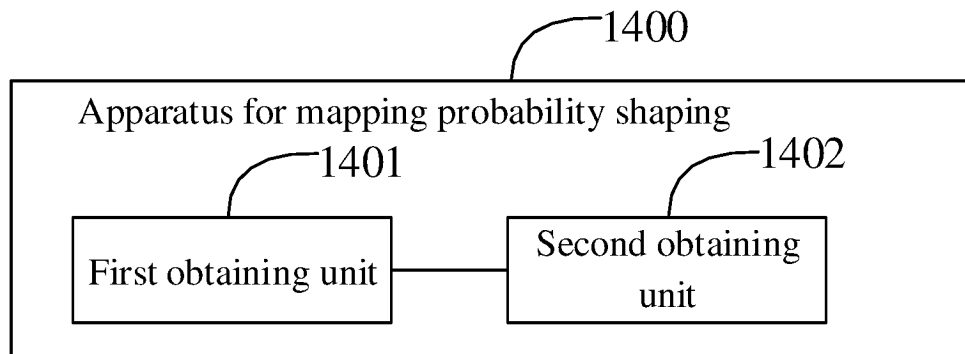 1400
Apparatus for mapping probability shaping
1401
1402
First obtaining unit
Second obtaining
unit